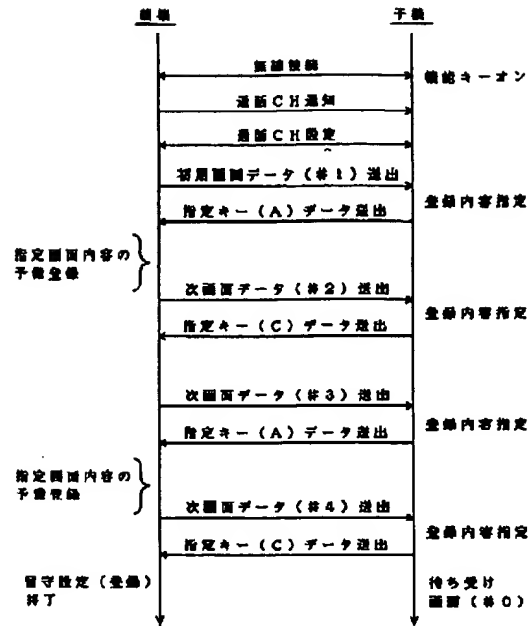 親機 子機
無線接続
機能キーオン
通話CH通知
通話CH設定
初期画面データ(#1)送出
登録内容指定
指定キー(A)データ送出
指定画面内容の
予備登録
次画面データ(#2)送出
登録内容指定
指定キー(C)データ送出
次画面データ(#3)送出
登録内容指定
指定キー(A)データ送出
指定画面内容の
予備登録
次画面データ(#4)送出
登録内容指定
指定キー(C)データ送出
留守設定(登録)
終了
待ち受け
画面(#0)